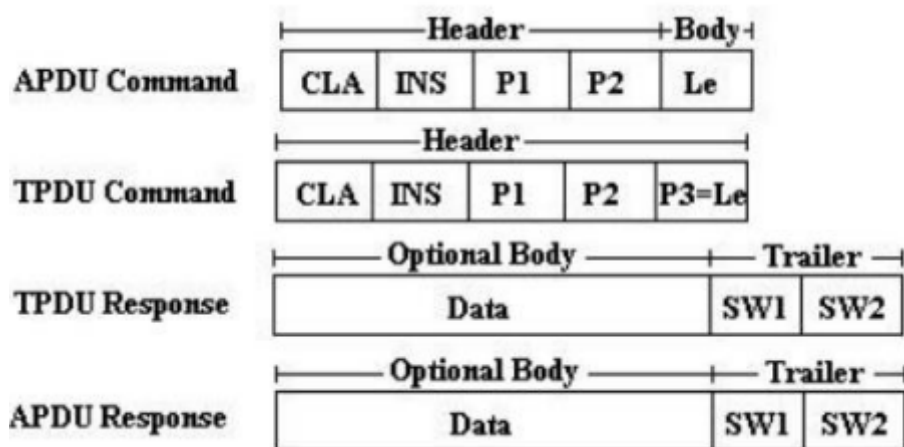 Header Body
APDU Command CLA INS P1 P2 Le
Header
TPDU Command CLA INS P1 P2 P3=Le
Optional Body Trailer
TPDU Response Data SW1 SW2
Optional Body Trailer
APDU Response Data SW1 SW2